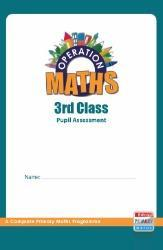 OPERATION
MATHS
3rd Class
Pupil Assessment
Name:
A Complete Primary Maths Programme